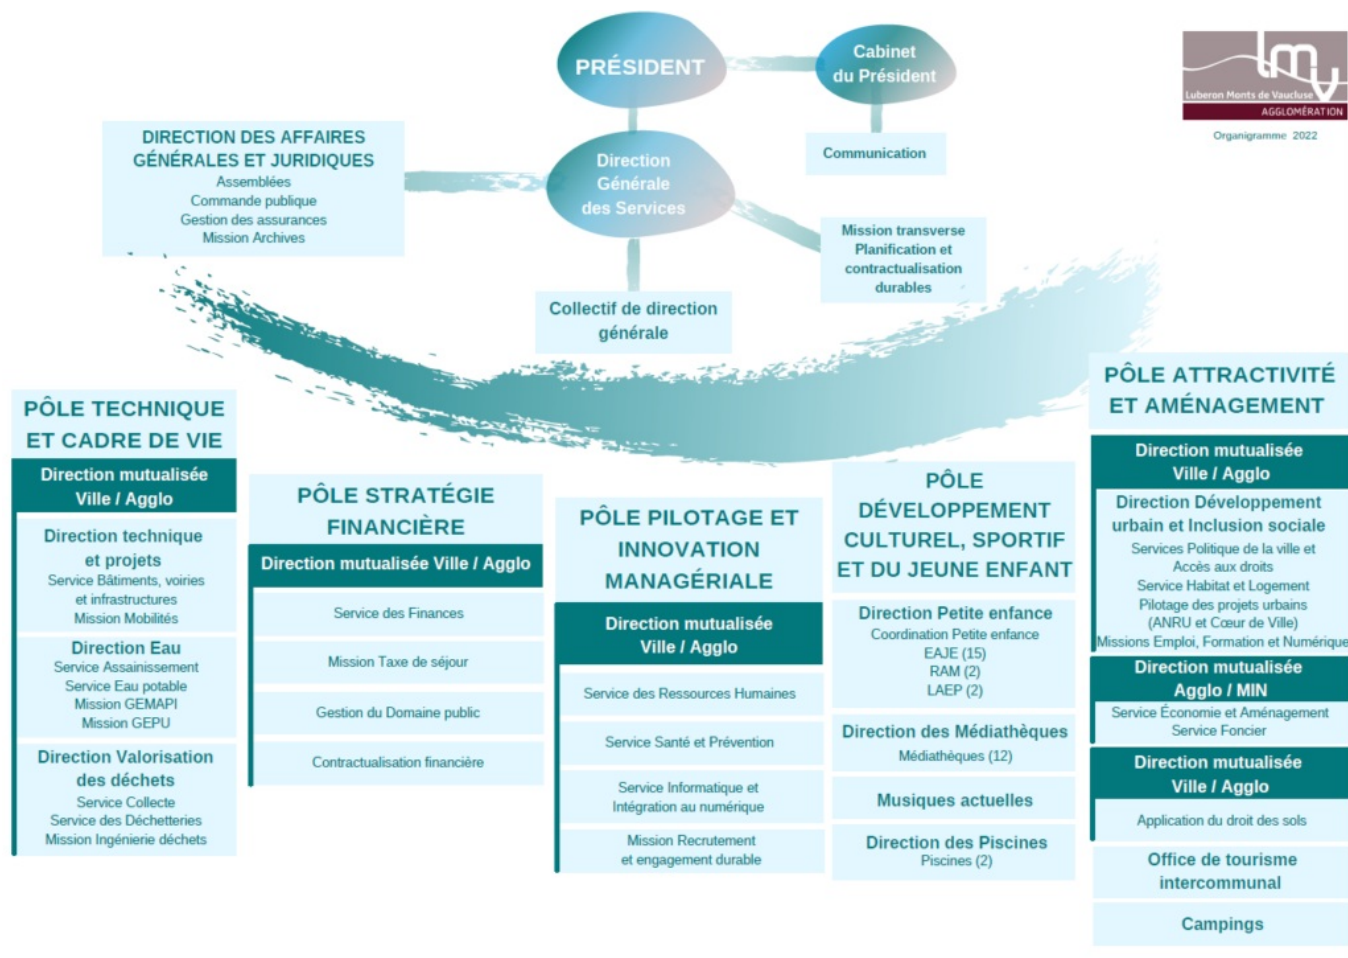 PRÉSIDENT
Cabinet
du Président
Communication
Luberon Monts de Vaucluse
AGGLOMÉRATION
Organigramme 2022
DIRECTION DES AFFAIRES
GÉNÉRALES ET JURIDIQUES
Assemblées
Commande publique
Gestion des assurances
Mission Archives
Direction
Générale
des Services
Mission transverse
Planification et
contractualisation
durables
Collectif de direction
générale
PÔLE TECHNIQUE
ET CADRE DE VIE
Direction mutualisée
Ville / Agglo
Direction technique
et projets
Service Bâtiments, voiries
et infrastructures
Mission Mobilités
Direction Eau
Service Assainissement
Service Eau potable
Mission GEMAPI
Mission GEPU
Direction Valorisation
des déchets
Service Collecte
Service des Déchetteries
Mission Ingénierie déchets
PÔLE STRATÉGIE
FINANCIÈRE
Direction mutualisée Ville / Agglo
Service des Finances
Mission Taxe de séjour
Gestion du Domaine public
Contractualisation financière
PÔLE PILOTAGE ET
INNOVATION
MANAGÉRIALE
Direction mutualisée
Ville / Agglo
Service des Ressources Humaines
Service Santé et Prévention
Service Informatique et
Intégration au numérique
Mission Recrutement
et engagement durable
PÔLE
DÉVELOPPEMENT
CULTUREL, SPORTIF
ET DU JEUNE ENFANT
Direction Petite enfance
Coordination Petite enfance
EAJE (15)
RAM (2)
LAEP (2)
Direction des Médiathèques
Médiathèques (12)
Musiques actuelles
Direction des Piscines
Piscines (2)
PÔLE ATTRACTIVITÉ
ET AMÉNAGEMENT
Direction mutualisée
Ville / Agglo
Direction Développement
urbain et Inclusion sociale
Services Politique de la ville et
Accès aux droits
Service Habitat et Logement
Pilotage des projets urbains
(ANRU et Cœur de Ville)
Missions Emploi, Formation et Numérique
Direction mutualisée
Agglo / MIN
Service Économie et Aménagement
Service Foncier
Direction mutualisée
Ville / Agglo
Application du droit des sols
Office de tourisme
intercommunal
Campings
lmv